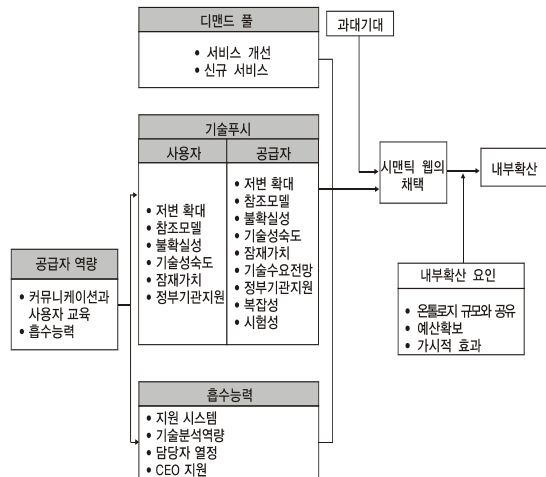 디맨드 풀
• 서비스 개선
• 신규 서비스
과대기대
기술푸시
사용자
공급자
• 저변 확대
• 참조모델
• 불확실성
• 기술성숙도
• 잠재가치
• 정부기관지원
• 저변 확대
• 참조모델
• 불확실성
• 기술성숙도
• 잠재가치
• 기술수요전망
• 정부기관지원
• 복잡성
• 시험성
시맨틱 웹의
채택
내부확산
공급자 역량
• 커뮤니케이션과
사용자 교육
• 흡수능력
내부확산 요인
• 온톨로지 규모와 공유
• 예산확보
• 가시적 효과
흡수능력
• 지원 시스템
• 기술분석역량
• 담당자 열정
• CEO 지원